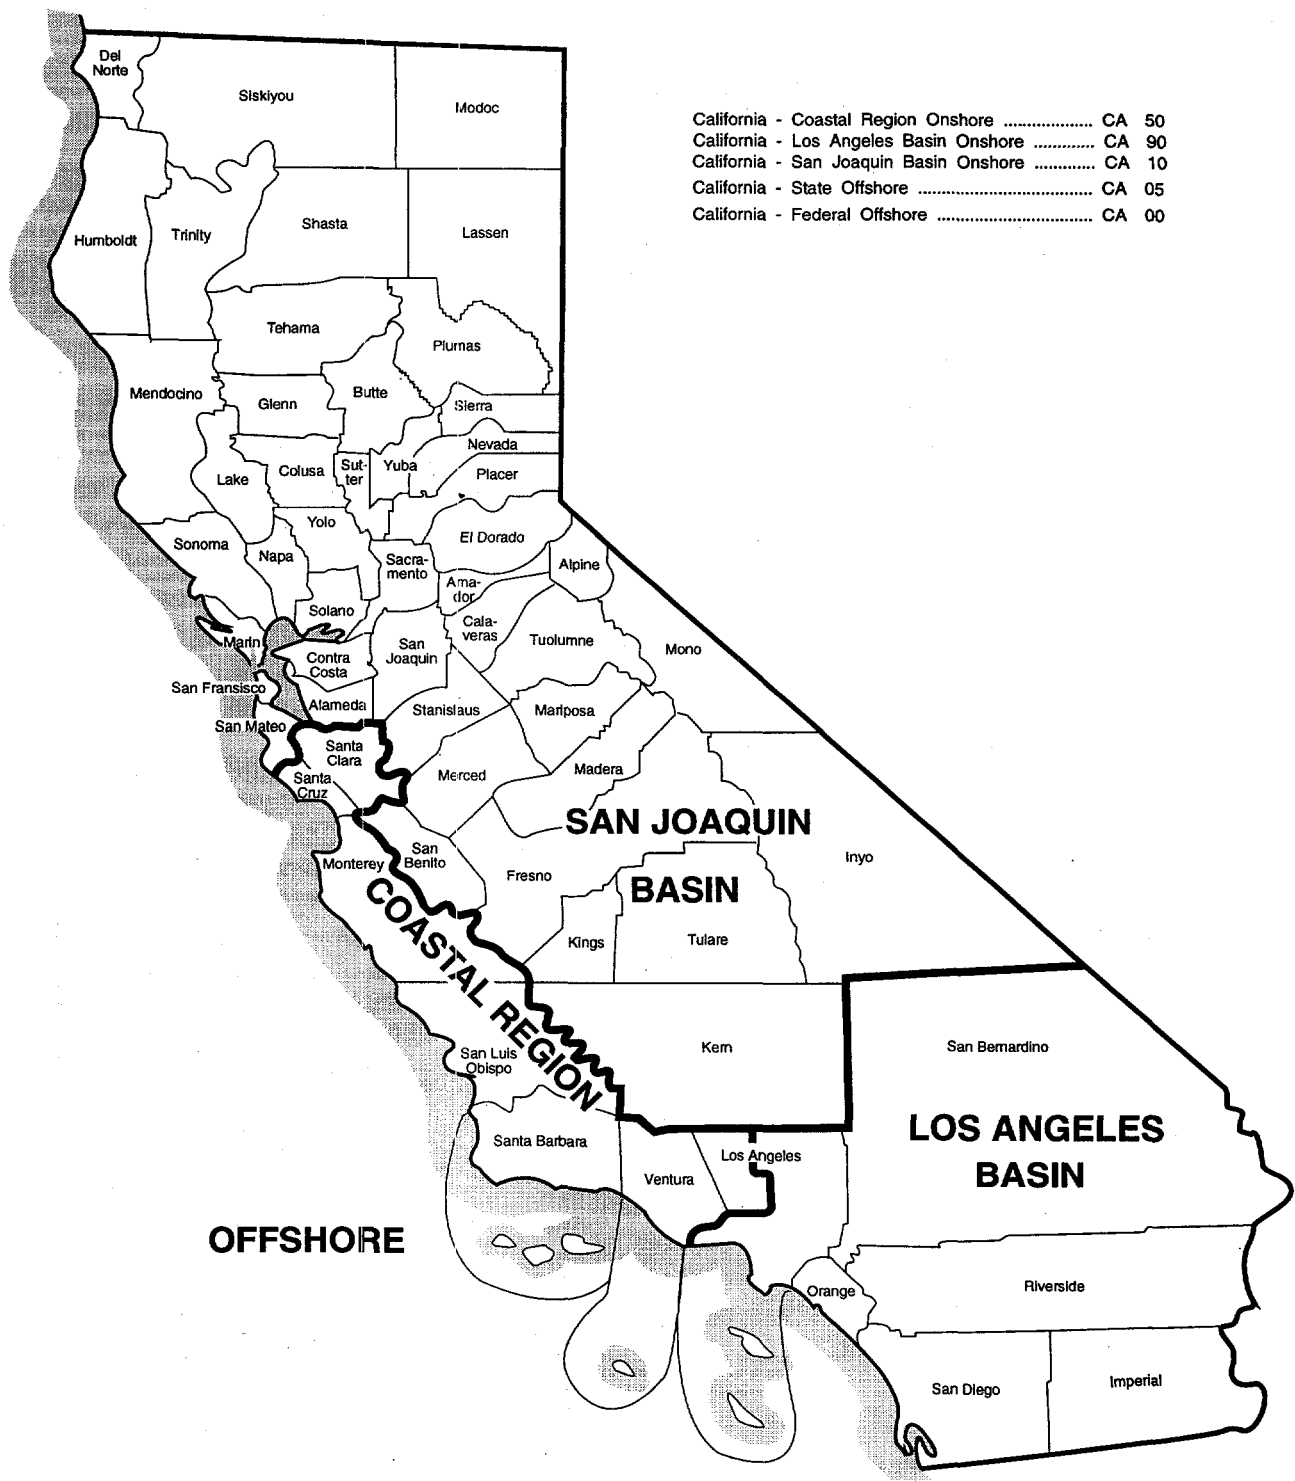 Del
Norte
Siskiyou
Modoc
California - Coastal Region Onshore .................. CA 50
California - Los Angeles Basin Onshore ............. CA 90
California - San Joaquin Basin Onshore ............. CA 10
California - State Offshore ................................... CA 05
California - Federal Offshore ............................... CA 00
Humboldt
Trinity
Shasta
Lassen
Tehama
Plumas
Mendocino
Glenn
Butte
Sierra
Nevada
Lake
Colusa
Sut-
ter
Yuba
Placer
Yolo
Sonoma
Napa
Sacra-
mento
El Dorado
Alpine
Ama-
dor
Solano
Cala-
veras
Tuolumne
Mono
Marin
Contra
Costa
San
Joaquin
San Fransisco
Alameda
Stanislaus
Mariposa
San Mateo
Santa
Clara
Santa
Cruz
Merced
Madera
SAN JOAQUIN
BASIN
Inyo
Monterey
San
Benito
Fresno
Kings
Tulare
COASTAL REGION
San Luis
Obispo
Kern
San Bernardino
LOS ANGELES
BASIN
Santa Barbara
Ventura
Los Angeles
OFFSHORE
Orange
Riverside
San Diego
Imperial